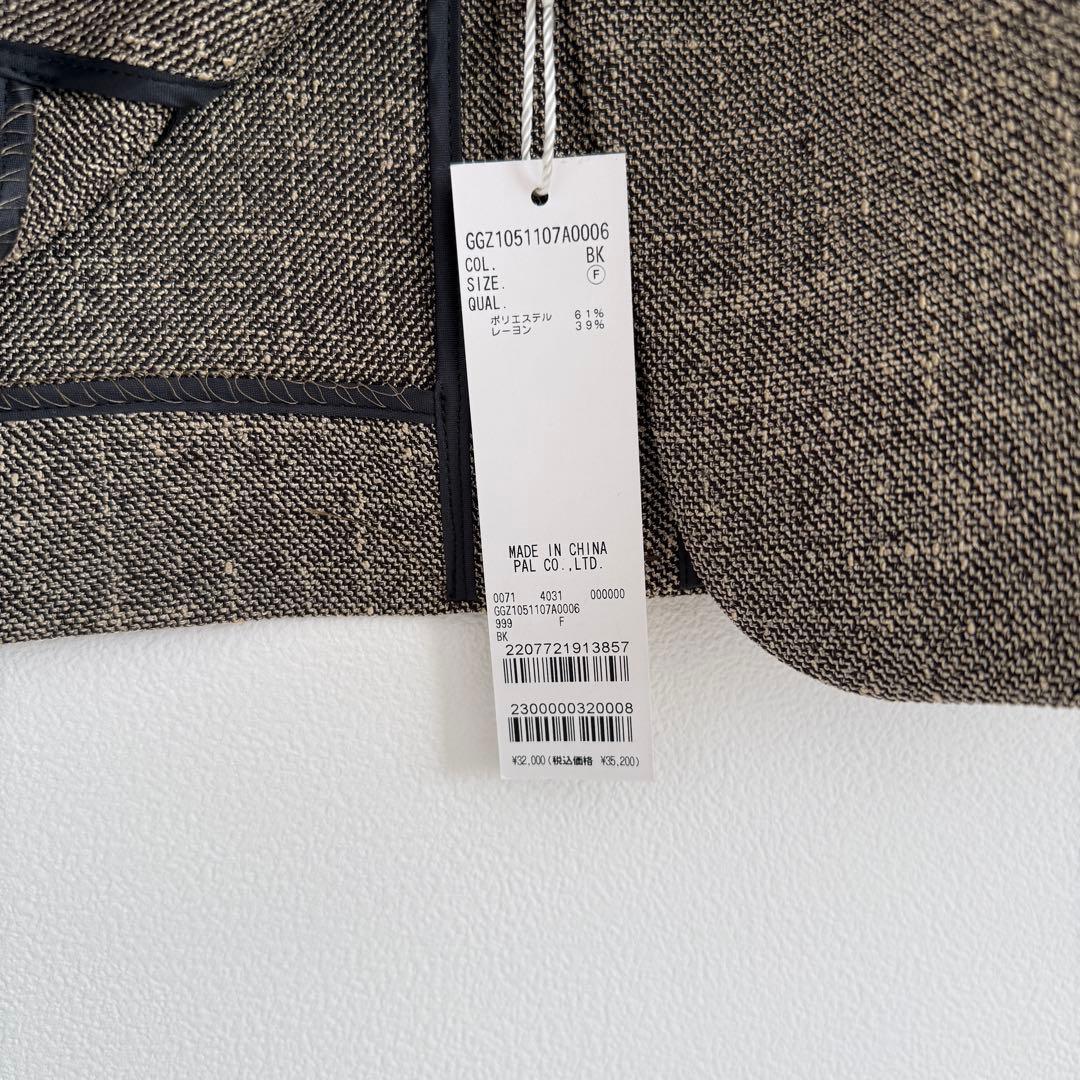 GGZ1051107A0006
COL. BK
SIZE. F
QUAL.
ポリエステル 61%
レーヨン 39%
MADE IN CHINA
PAL CO.,LTD.
0071 4031 000000
GGZ1051107A0006
999 F
BK
2207721913857
2300000320008
¥32,000(税込価格 ¥35,200)